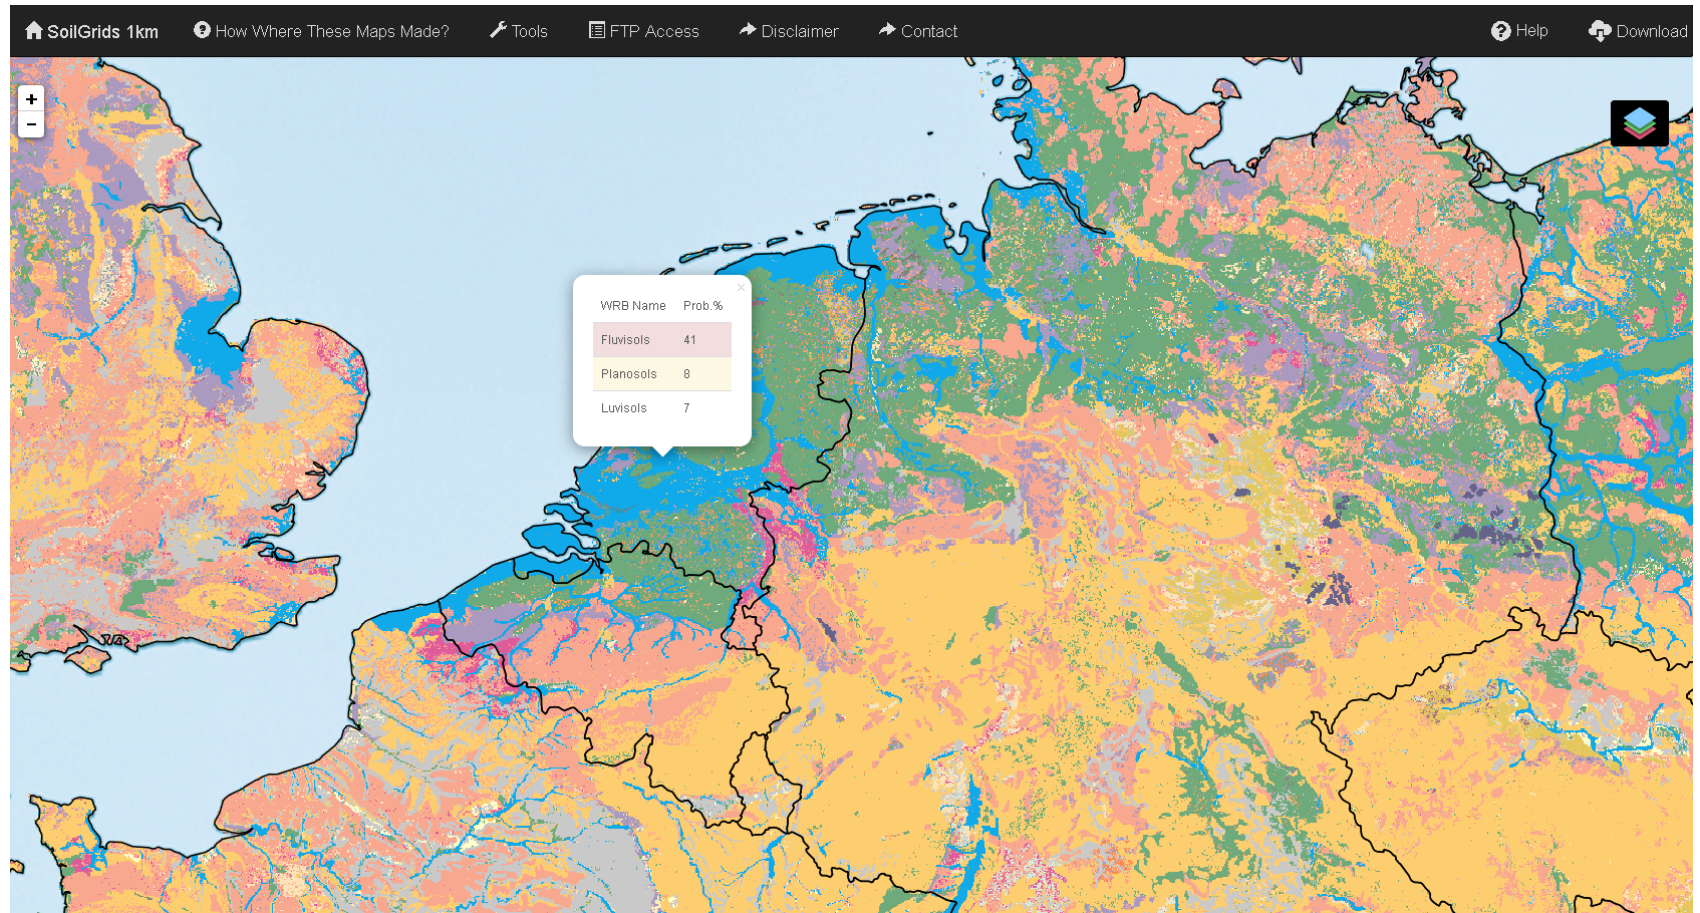 SoilGrids 1km How Where These Maps Made? Tools FTP Access Disclaimer Contact Help Download
+
-
×
WRB Name Prob.%
Fluvisols 41
Planosols 8
Luvisols 7